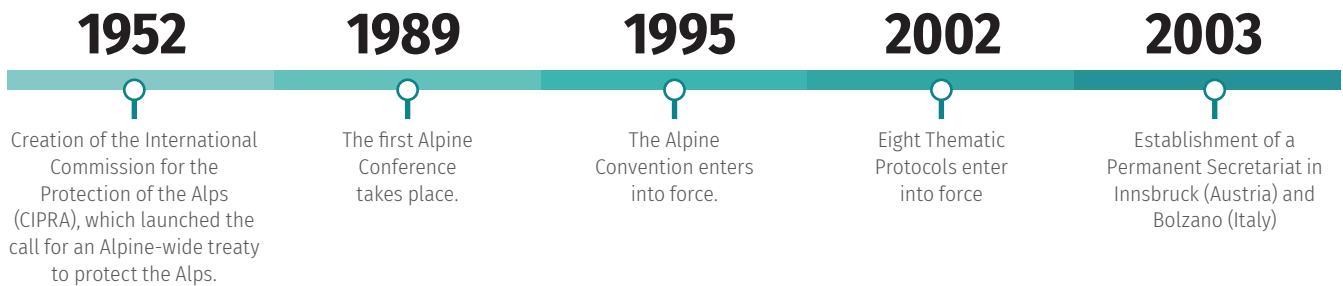 1952
Creation of the International
Commission for the
Protection of the Alps
(CIPRA), which launched the
call for an Alpine-wide treaty
to protect the Alps.
1989
The first Alpine
Conference
takes place.
1995
The Alpine
Convention enters
into force.
2002
Eight Thematic
Protocols enter
into force
2003
Establishment of a
Permanent Secretariat in
Innsbruck (Austria) and
Bolzano (Italy)